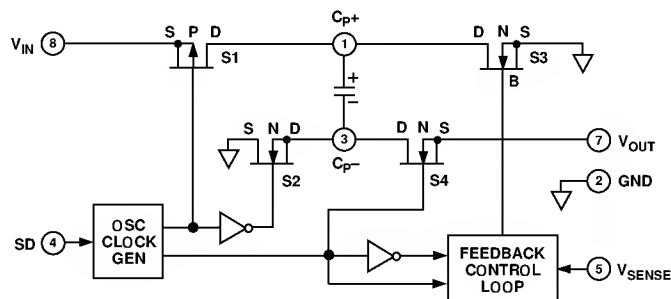 CP+
S P D D N S
VIN 8 1
S1 S3
B
+
–
S N D D N S
3 7 VOUT
CP–
S2 S4
2 GND
OSC
CLOCK
GEN
SD 4
FEEDBACK
CONTROL
LOOP
5 VSENSE